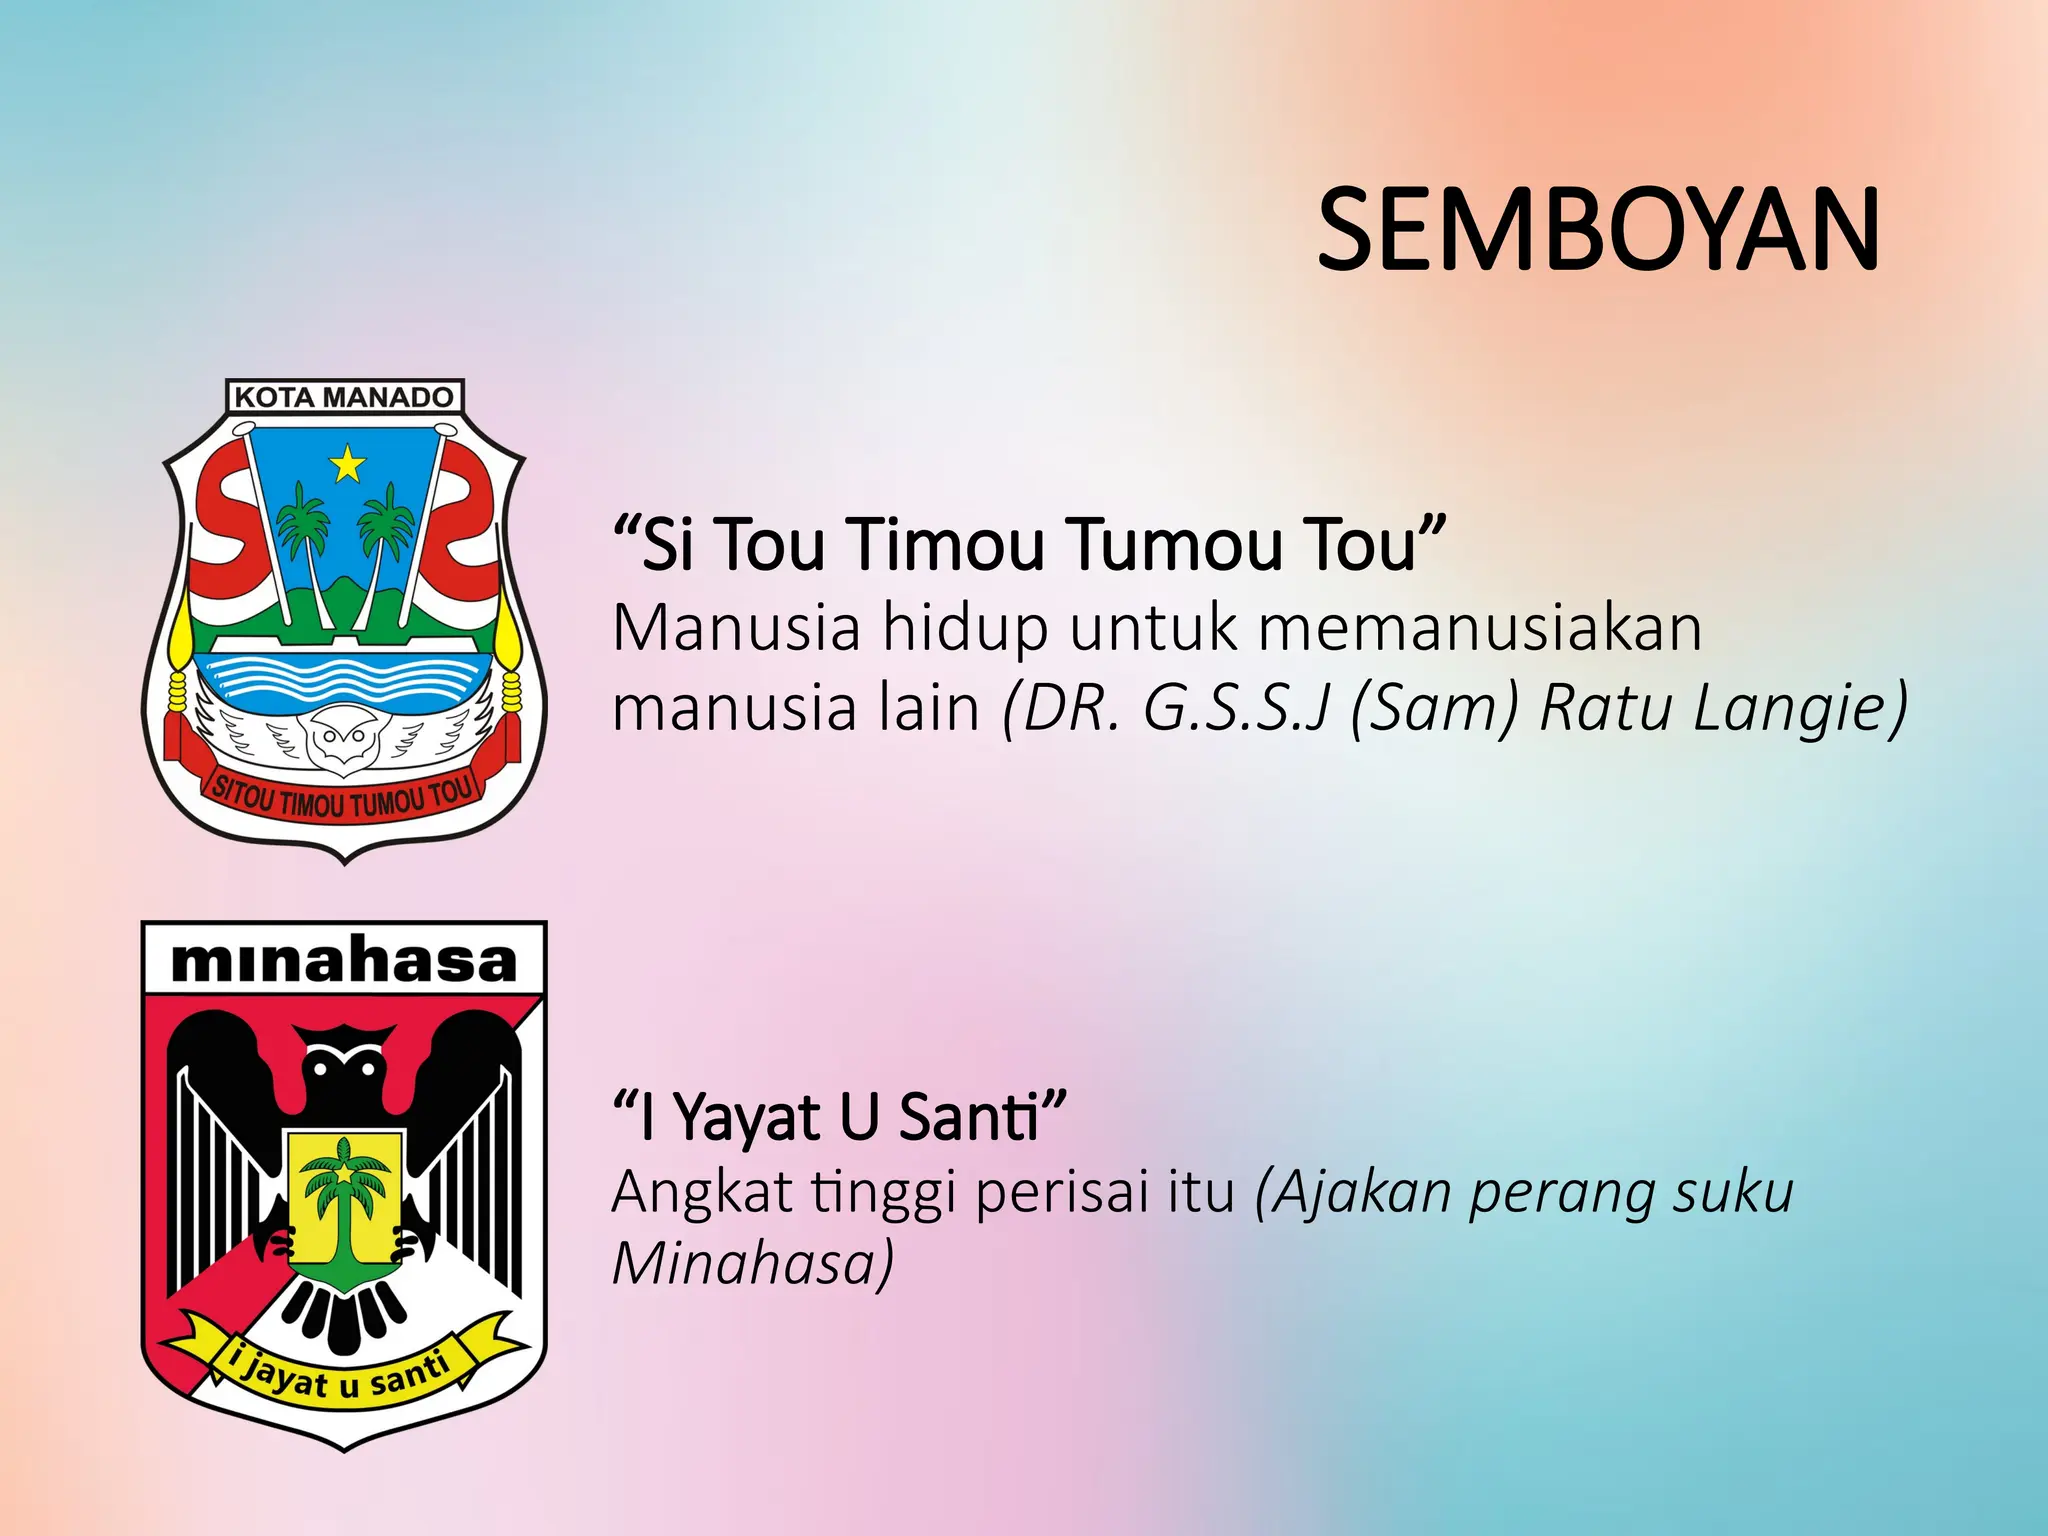 SEMBOYAN
KOTA MANADO
SITOU TIMOU TUMOU TOU
“Si Tou Timou Tumou Tou”
Manusia hidup untuk memanusiakan
manusia lain (DR. G.S.S.J (Sam) Ratu Langie)
mınahasa
i jayat u santi
“I Yayat U Santi”
Angkat tinggi perisai itu (Ajakan perang suku
Minahasa)